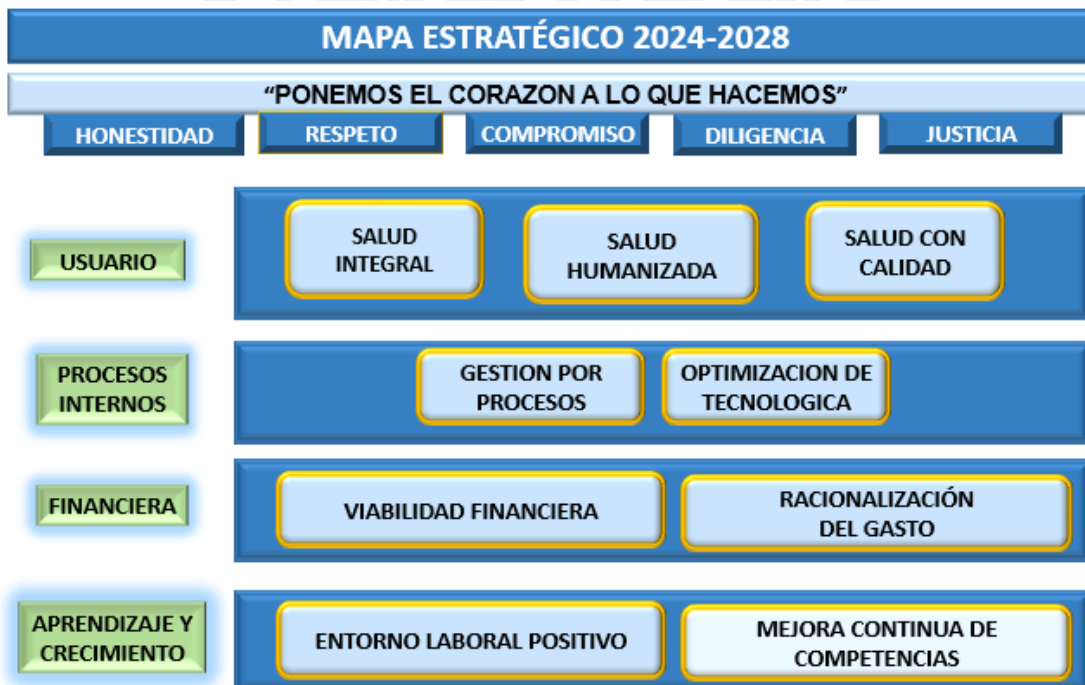 MAPA ESTRATÉGICO 2024-2028
“PONEMOS EL CORAZON A LO QUE HACEMOS”
HONESTIDAD
RESPETO
COMPROMISO
DILIGENCIA
JUSTICIA
USUARIO
SALUD
INTEGRAL
SALUD
HUMANIZADA
SALUD CON
CALIDAD
PROCESOS
INTERNOS
GESTION POR
PROCESOS
OPTIMIZACION DE
TECNOLOGICA
FINANCIERA
VIABILIDAD FINANCIERA
RACIONALIZACIÓN
DEL GASTO
APRENDIZAJE Y
CRECIMIENTO
ENTORNO LABORAL POSITIVO
MEJORA CONTINUA DE
COMPETENCIAS